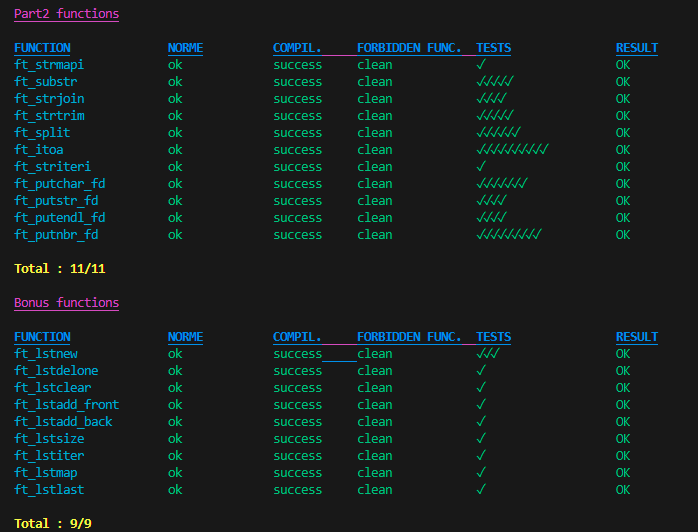 Part2 functions
FUNCTION NORME COMPIL. FORBIDDEN FUNC. TESTS RESULT
ft_strmapi ok success clean ✓ OK
ft_substr ok success clean ✓✓✓✓✓ OK
ft_strjoin ok success clean ✓✓✓✓ OK
ft_strtrim ok success clean ✓✓✓✓✓ OK
ft_split ok success clean ✓✓✓✓✓✓ OK
ft_itoa ok success clean ✓✓✓✓✓✓✓✓✓✓ OK
ft_striteri ok success clean ✓ OK
ft_putchar_fd ok success clean ✓✓✓✓✓✓✓ OK
ft_putstr_fd ok success clean ✓✓✓✓ OK
ft_putendl_fd ok success clean ✓✓✓✓ OK
ft_putnbr_fd ok success clean ✓✓✓✓✓✓✓✓✓ OK
Total : 11/11
Bonus functions
FUNCTION NORME COMPIL. FORBIDDEN FUNC. TESTS RESULT
ft_lstnew ok success clean ✓✓✓ OK
ft_lstdelone ok success clean ✓ OK
ft_lstclear ok success clean ✓ OK
ft_lstadd_front ok success clean ✓ OK
ft_lstadd_back ok success clean ✓ OK
ft_lstsize ok success clean ✓ OK
ft_lstiter ok success clean ✓ OK
ft_lstmap ok success clean ✓ OK
ft_lstlast ok success clean ✓ OK
Total : 9/9